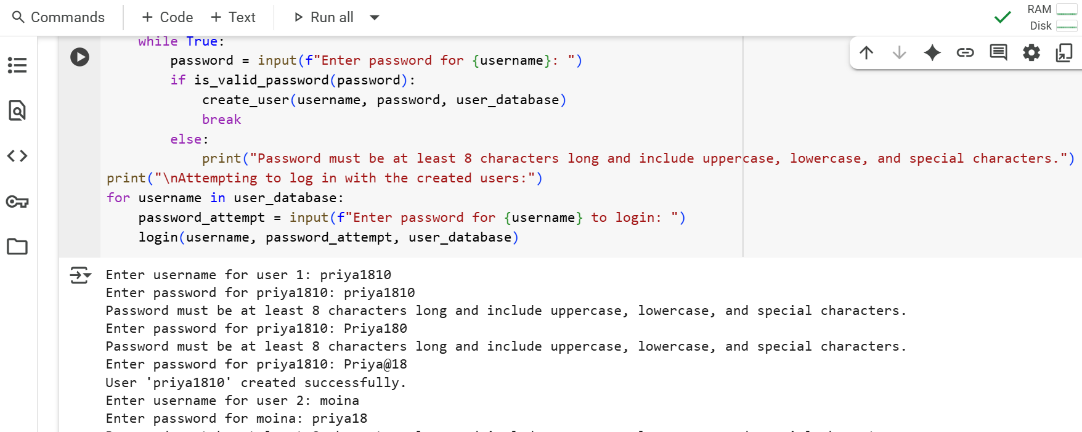 Commands + Code + Text Run all
RAM
Disk
while True:
password = input(f"Enter password for {username}: ")
if is_valid_password(password):
create_user(username, password, user_database)
break
else:
print("Password must be at least 8 characters long and include uppercase, lowercase, and special characters.")
print("\nAttempting to log in with the created users:")
for username in user_database:
password_attempt = input(f"Enter password for {username} to login: ")
login(username, password_attempt, user_database)
Enter username for user 1: priya1810
Enter password for priya1810: priya1810
Password must be at least 8 characters long and include uppercase, lowercase, and special characters.
Enter password for priya1810: Priya180
Password must be at least 8 characters long and include uppercase, lowercase, and special characters.
Enter password for priya1810: Priya@18
User 'priya1810' created successfully.
Enter username for user 2: moina
Enter password for moina: priya18